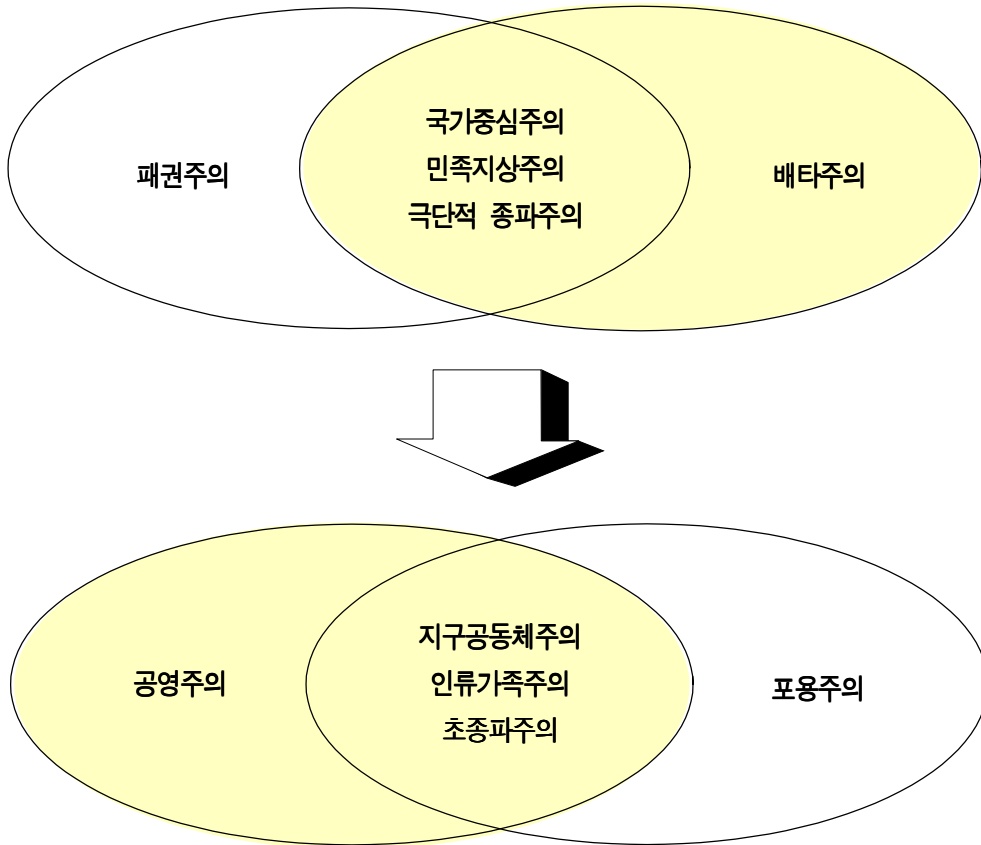 국가중심주의
패권주의
민족지상주의
배타주의
극단적 종파주의
지구공동체주의
공영주의
인류가족주의
포용주의
초종파주의